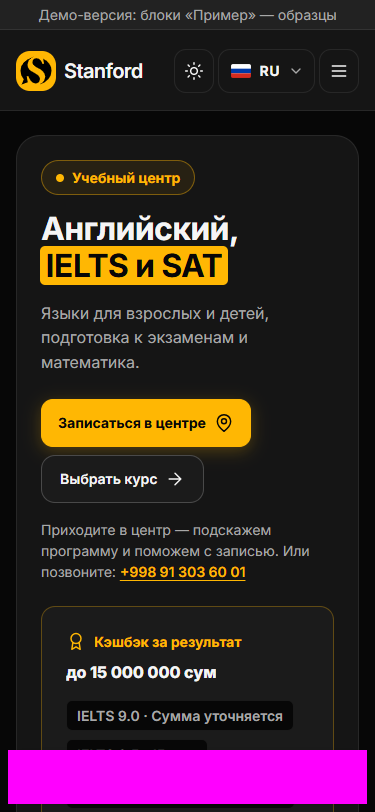 Демо-версия: блоки «Пример» — образцы
Stanford
RU
Учебный центр
Английский,
IELTS и SAT
Языки для взрослых и детей,
подготовка к экзаменам и
математика.
Записаться в центре
Выбрать курс
Приходите в центр — подскажем
программу и поможем с записью. Или
позвоните: +998 91 303 60 01
Кэшбэк за результат
до 15 000 000 сум
IELTS 9.0 · Сумма уточняется